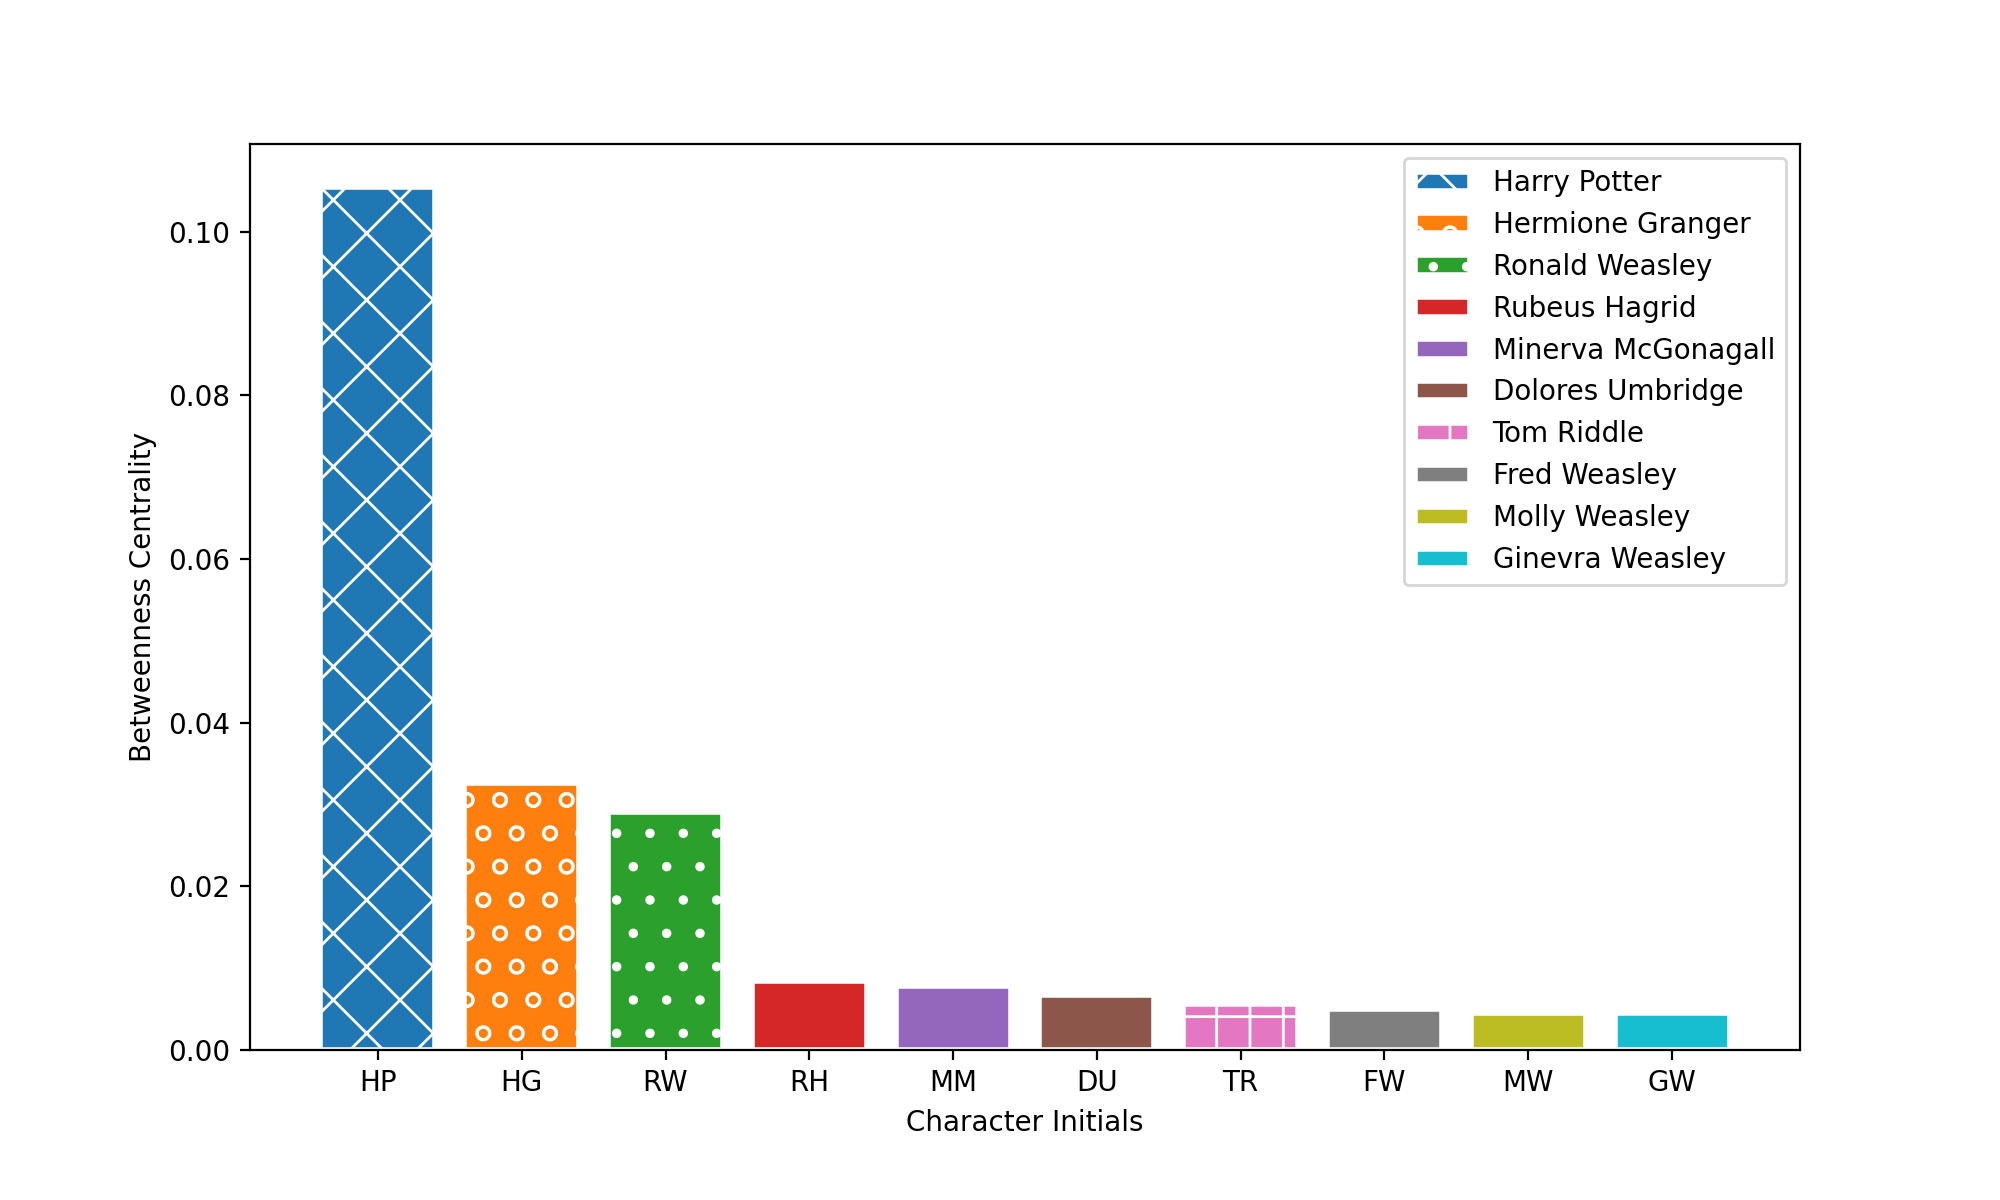 Harry Potter
Hermione Granger
Ronald Weasley
Rubeus Hagrid
Minerva McGonagall
Dolores Umbridge
Tom Riddle
Fred Weasley
Molly Weasley
Ginevra Weasley
0.10
0.08
0.06
0.04
0.02
0.00
Betweenness Centrality
HP HG RW RH MM DU TR FW MW GW
Character Initials